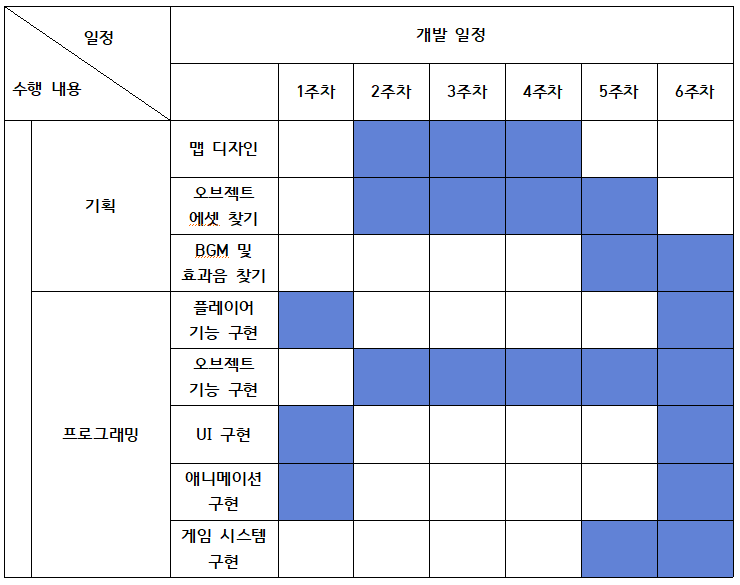 일정
수행 내용
개발 일정
1주차 2주차 3주차 4주차 5주차 6주차
기획
맵 디자인
오브젝트
에셋 찾기
BGM 및
효과음 찾기
프로그래밍
플레이어
기능 구현
오브젝트
기능 구현
UI 구현
애니메이션
구현
게임 시스템
구현